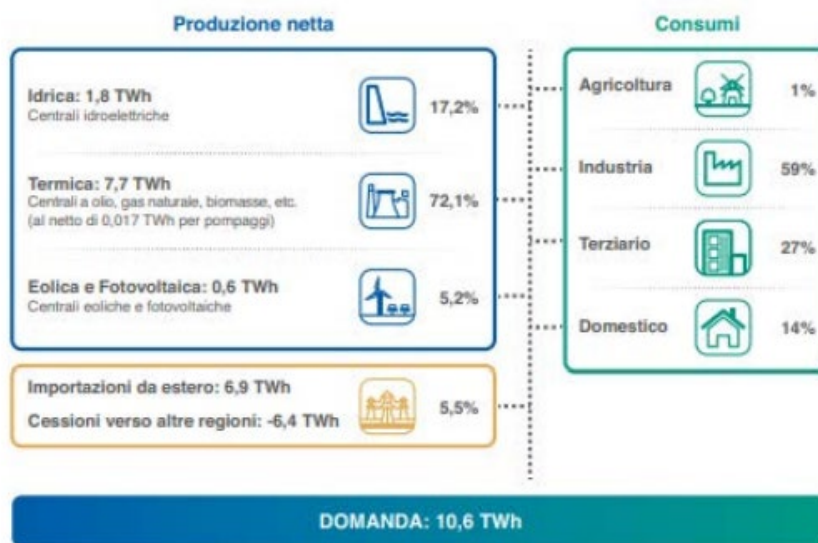 Produzione netta
Idrica: 1,8 TWh
Centrali idroelettriche
17,2%
Termica: 7,7 TWh
Centrali a olio, gas naturale, biomasse, etc.
(al netto di 0,017 TWh per pompaggi)
72,1%
Eolica e Fotovoltaica: 0,6 TWh
Centrali eoliche e fotovoltaiche
5,2%
Importazioni da estero: 6,9 TWh
Cessioni verso altre regioni: -6,4 TWh
5,5%
Consumi
Agricoltura
1%
Industria
59%
Terziario
27%
Domestico
14%
DOMANDA: 10,6 TWh